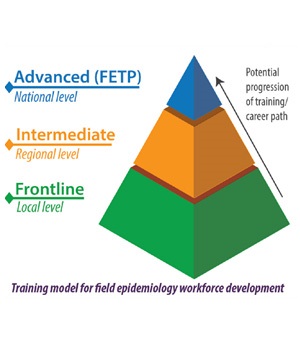 Advanced (FETP)
National level
Potential
progression
of training/
career path
Intermediate
Regional level
Frontline
Local level
Training model for field epidemiology workforce development